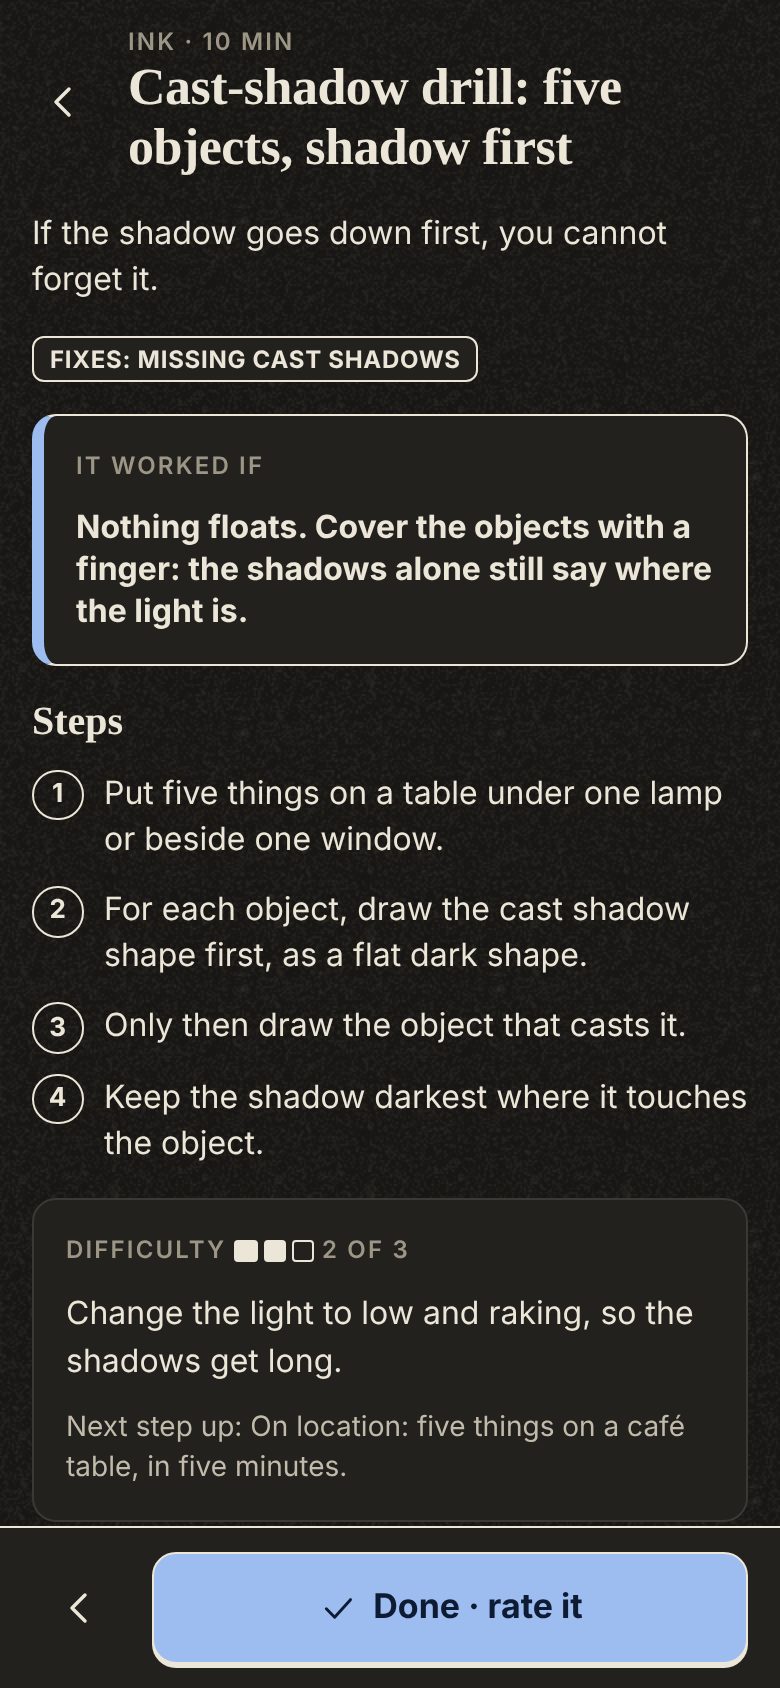 INK · 10 MIN
Cast-shadow drill: five
objects, shadow first
If the shadow goes down first, you cannot
forget it.
FIXES: MISSING CAST SHADOWS
IT WORKED IF
Nothing floats. Cover the objects with a
finger: the shadows alone still say where
the light is.
Steps
1 Put five things on a table under one lamp
or beside one window.
2 For each object, draw the cast shadow
shape first, as a flat dark shape.
3 Only then draw the object that casts it.
4 Keep the shadow darkest where it touches
the object.
DIFFICULTY 2 OF 3
Change the light to low and raking, so the
shadows get long.
Next step up: On location: five things on a café
table, in five minutes.
Done · rate it